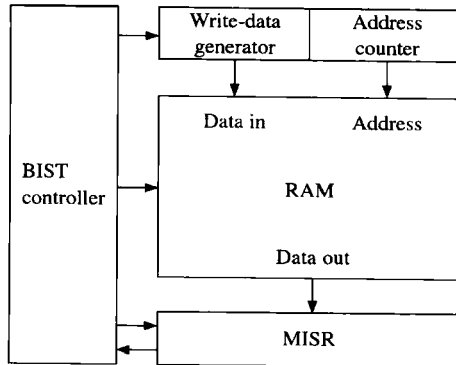 Write-data
generator
Address
counter
Data in
Address
BIST
controller
RAM
Data out
MISR